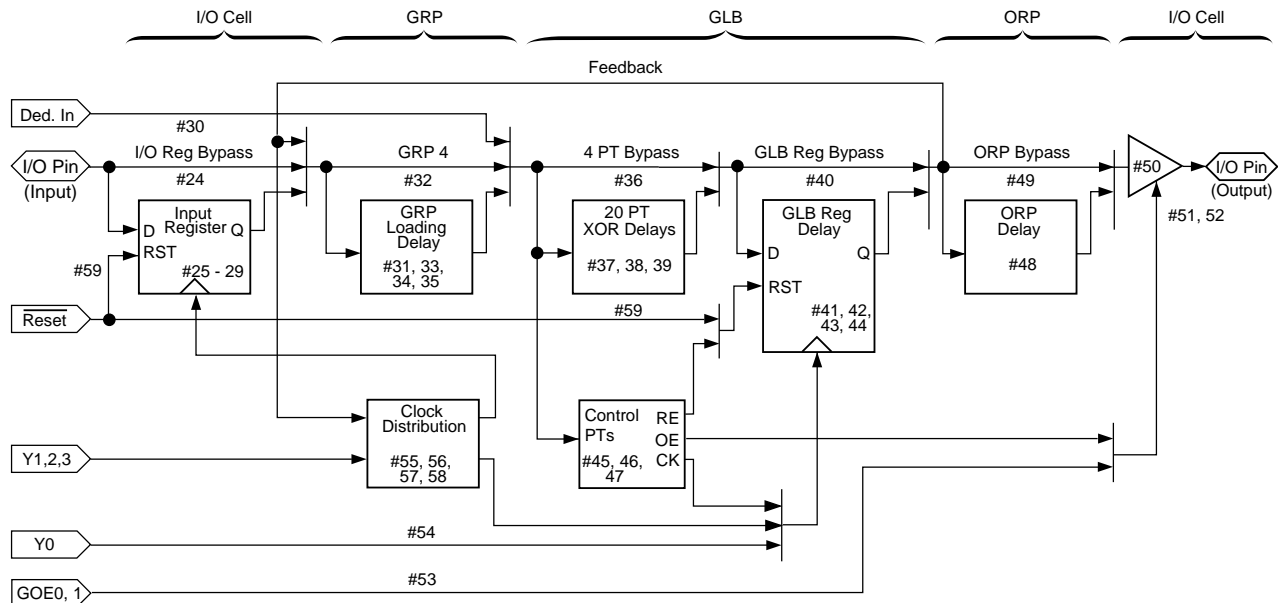 I/O Cell
GRP
GLB
ORP
I/O Cell
Feedback
Ded. In
#30
I/O Pin
(Input)
I/O Reg Bypass
#24
GRP 4
#32
4 PT Bypass
#36
GLB Reg Bypass
#40
ORP Bypass
#49
#50
I/O Pin
(Output)
#51, 52
Input
Register
D
Q
RST
#25 - 29
#59
GRP
Loading
Delay
#31, 33,
34, 35
20 PT
XOR Delays
#37, 38, 39
GLB Reg
Delay
D
Q
RST
#41, 42,
43, 44
ORP
Delay
#48
Reset
#59
Clock
Distribution
#55, 56,
57, 58
Control
PTs
RE
OE
CK
#45, 46,
47
Y1,2,3
Y0
#54
GOE0, 1
#53